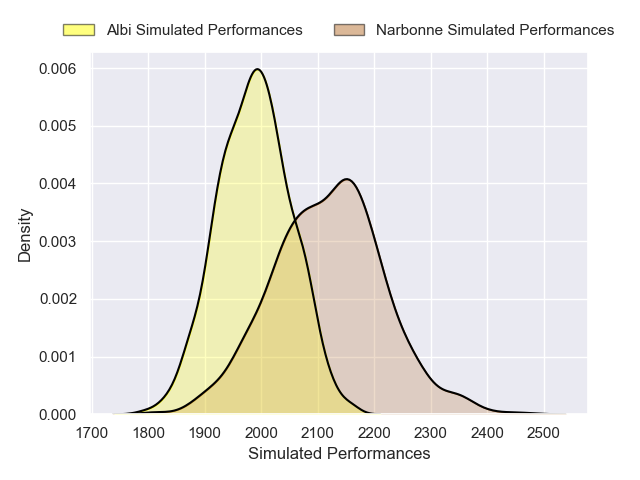 Albi Simulated Performances Narbonne Simulated Performances
0.006
0.005
0.004
0.003
0.002
0.001
0.000
Density
1700 1800 1900 2000 2100 2200 2300 2400 2500
Simulated Performances